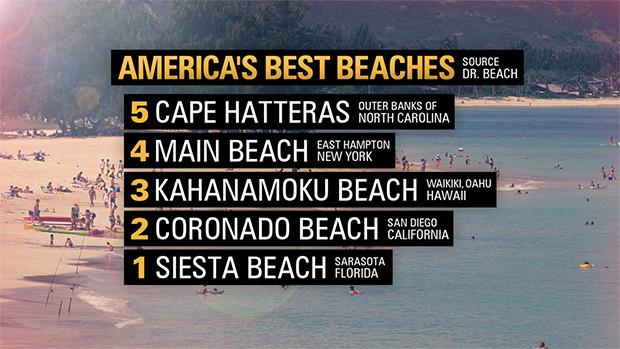 AMERICA'S BEST BEACHES SOURCE
DR. BEACH
5 CAPE HATTERAS OUTER BANKS OF
NORTH CAROLINA
4 MAIN BEACH EAST HAMPTON
NEW YORK
3 KAHANAMOKU BEACH WAIKIKI, OAHU
HAWAII
2 CORONADO BEACH SAN DIEGO
CALIFORNIA
1 SIESTA BEACH SARASOTA
FLORIDA